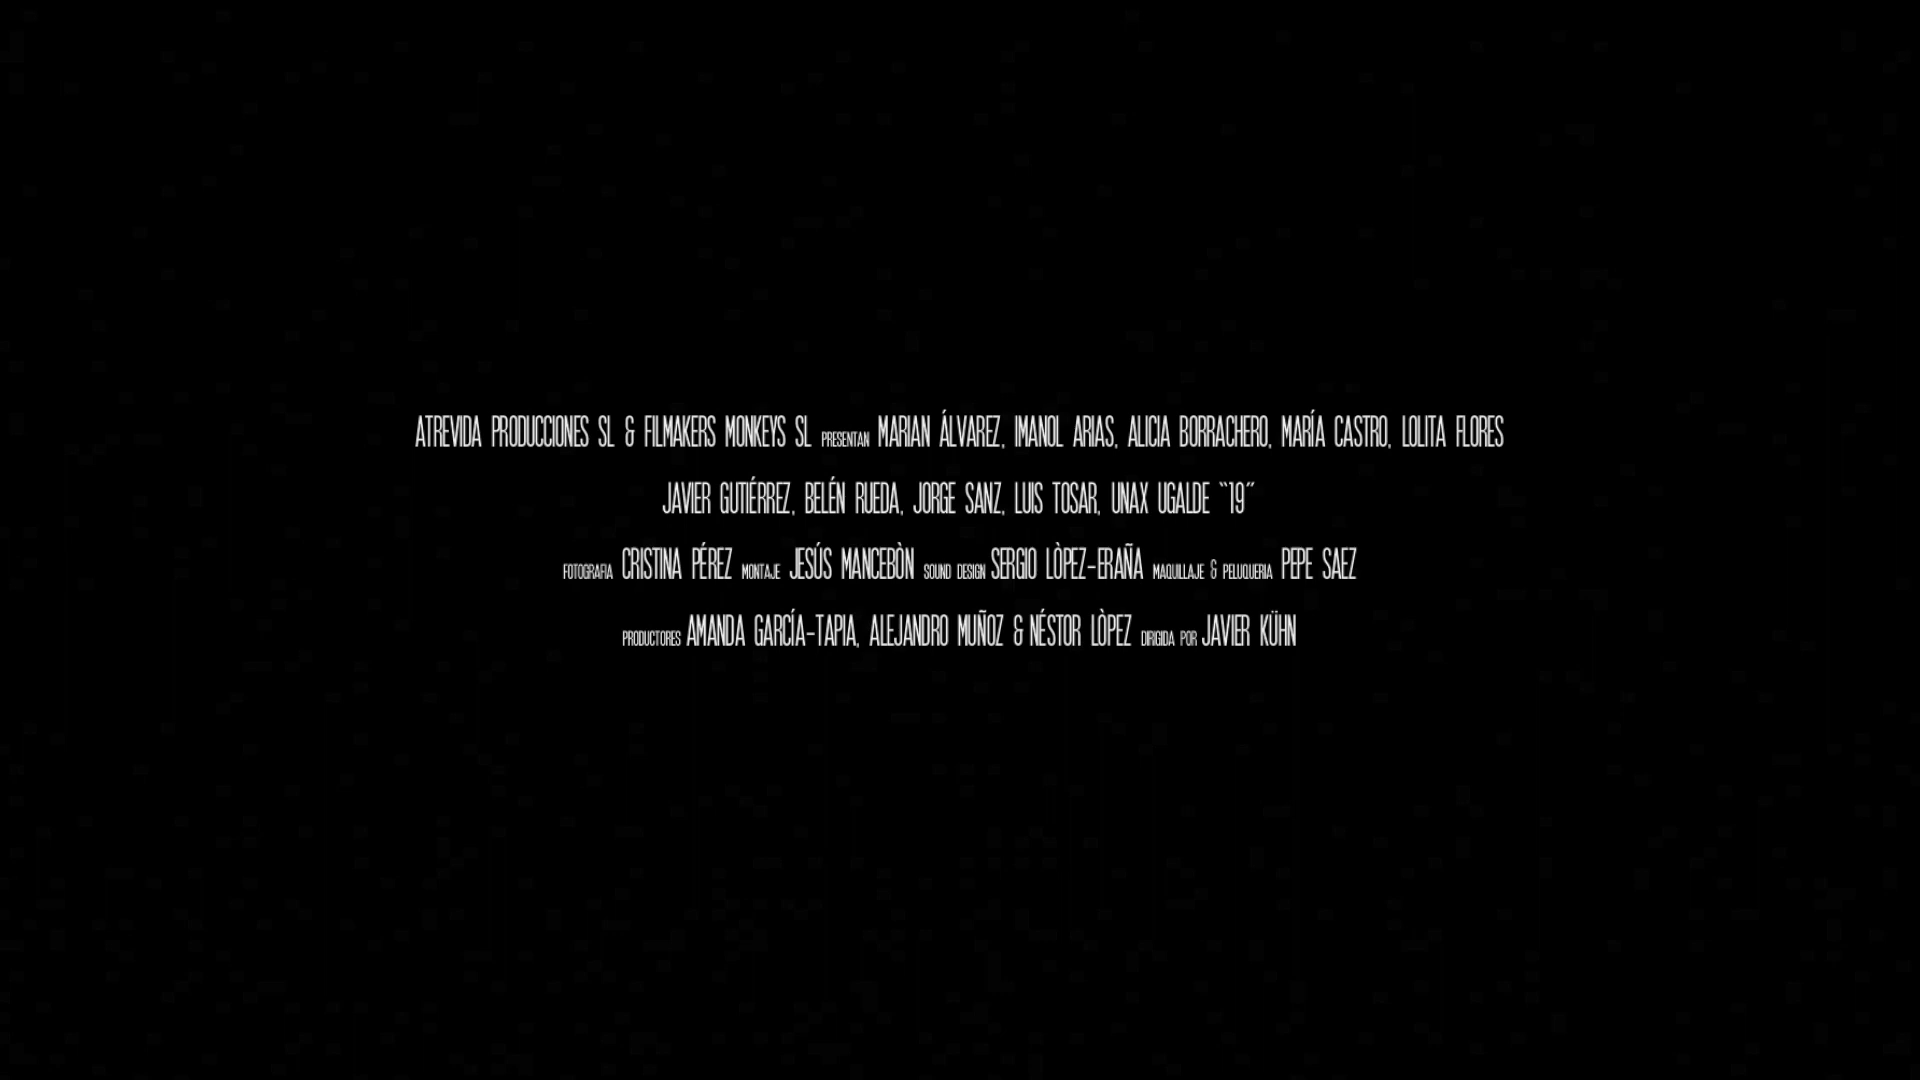 ATREVIDA PRODUCCIONES SL & FILMAKERS MONKEYS SL PRESENTAN MARIAN ÁLVAREZ, IMANOL ARIAS, ALICIA BORRACHERO, MARÍA CASTRO, LOLITA FLORES
JAVIER GUTIÉRREZ, BELÉN RUEDA, JORGE SANZ, LUIS TOSAR, UNAX UGALDE “19”
FOTOGRAFIA CRISTINA PÉREZ MONTAJE JESÚS MANCEBÒN SOUND DESIGN SERGIO LÒPEZ-ERAÑA MAQUILLAJE & PELUQUERIA PEPE SAEZ
PRODUCTORES AMANDA GARCÍA-TAPIA, ALEJANDRO MUÑOZ & NÉSTOR LÒPEZ DIRIGIDA POR JAVIER KÜHN